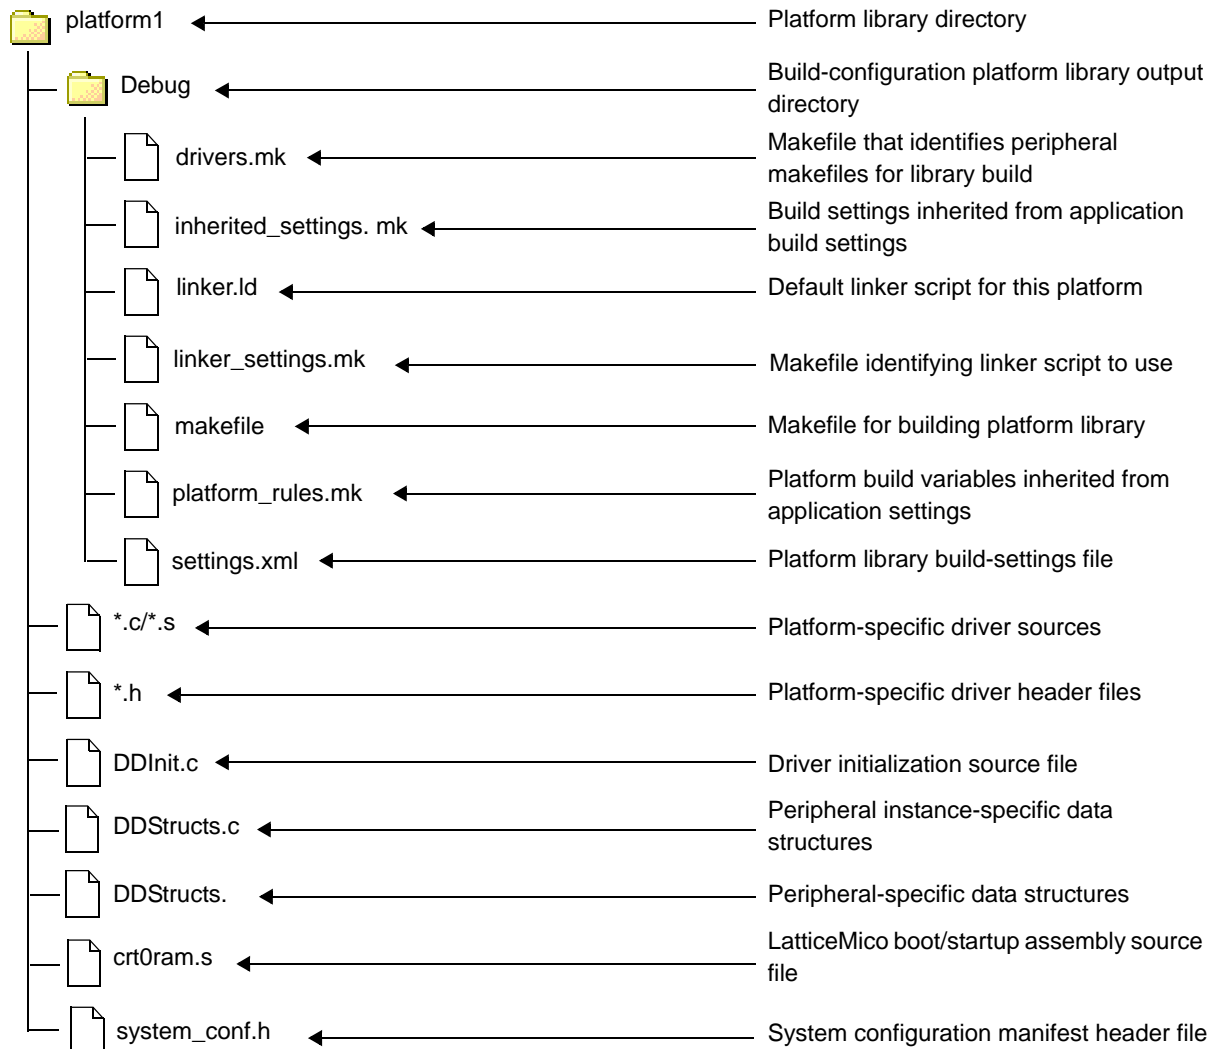 platform1
Platform library directory
Debug
Build-configuration platform library output
directory
drivers.mk
Makefile that identifies peripheral
makefiles for library build
inherited_settings. mk
Build settings inherited from application
build settings
linker.ld
Default linker script for this platform
linker_settings.mk
Makefile identifying linker script to use
makefile
Makefile for building platform library
platform_rules.mk
Platform build variables inherited from
application settings
settings.xml
Platform library build-settings file
*.c/*.s
Platform-specific driver sources
*.h
Platform-specific driver header files
DDInit.c
Driver initialization source file
DDStructs.c
Peripheral instance-specific data
structures
DDStructs.
Peripheral-specific data structures
crt0ram.s
LatticeMico boot/startup assembly source
file
system_conf.h
System configuration manifest header file